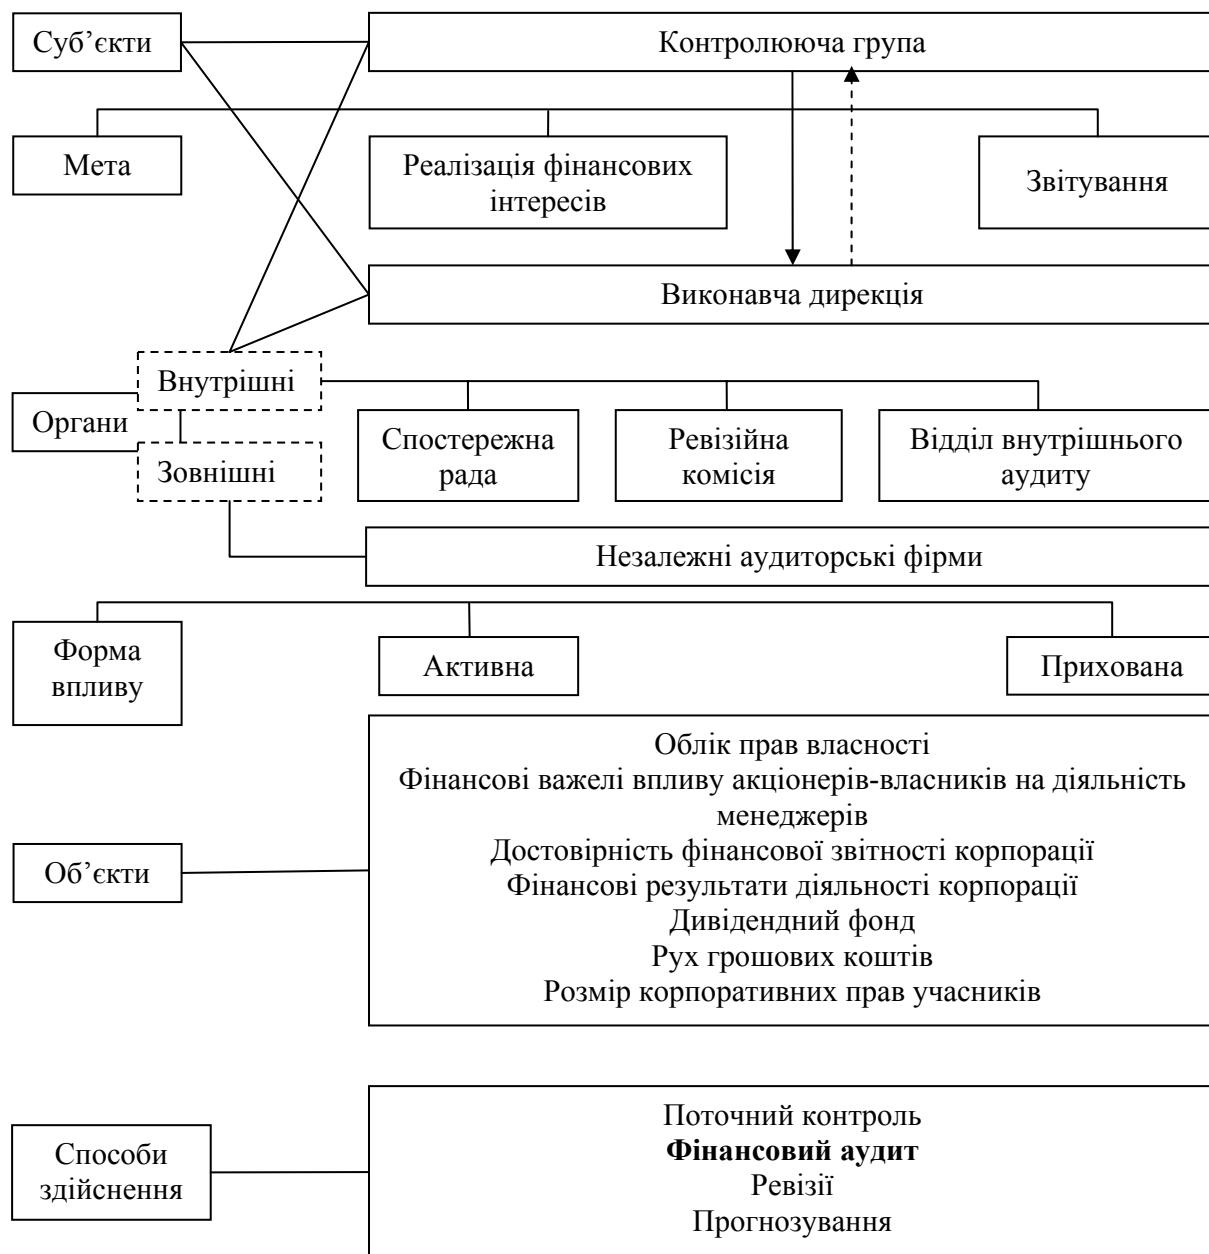 Суб’єкти
Контролююча група
Мета
Реалізація фінансових
інтересів
Звітування
Виконавча дирекція
Внутрішні
Органи
Зовнішні
Спостережна
рада
Ревізійна
комісія
Відділ внутрішнього
аудиту
Незалежні аудиторські фірми
Форма
впливу
Активна
Прихована
Об’єкти
Облік прав власності
Фінансові важелі впливу акціонерів-власників на діяльність
менеджерів
Достовірність фінансової звітності корпорації
Фінансові результати діяльності корпорації
Дивідендний фонд
Рух грошових коштів
Розмір корпоративних прав учасників
Способи
здійснення
Поточний контроль
Фінансовий аудит
Ревізії
Прогнозування